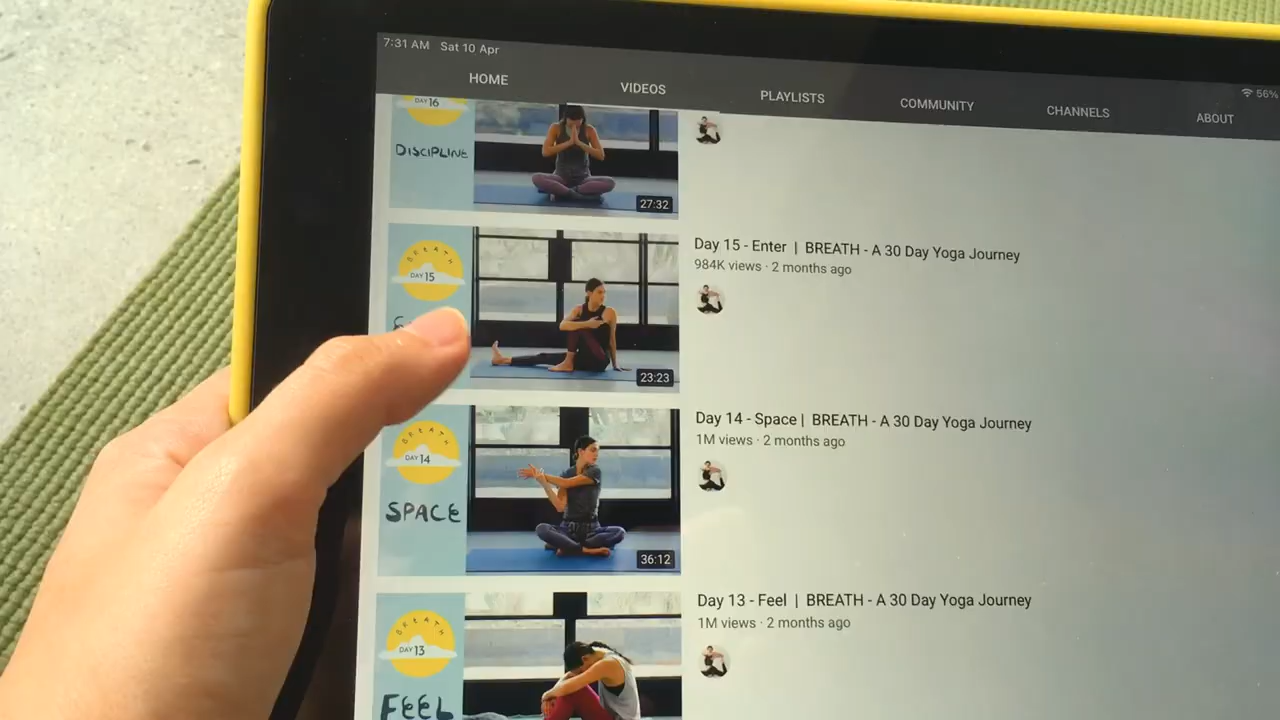 7:31 AM Sat 10 Apr
56%
HOME VIDEOS PLAYLISTS COMMUNITY CHANNELS ABOUT
DAY 16
DISCIPLINE
27:32
BREATH
DAY 15
23:23
Day 15 - Enter | BREATH - A 30 Day Yoga Journey
984K views · 2 months ago
BREATH
DAY 14
SPACE
36:12
Day 14 - Space | BREATH - A 30 Day Yoga Journey
1M views · 2 months ago
BREATH
DAY 13
FEEL
Day 13 - Feel | BREATH - A 30 Day Yoga Journey
1M views · 2 months ago